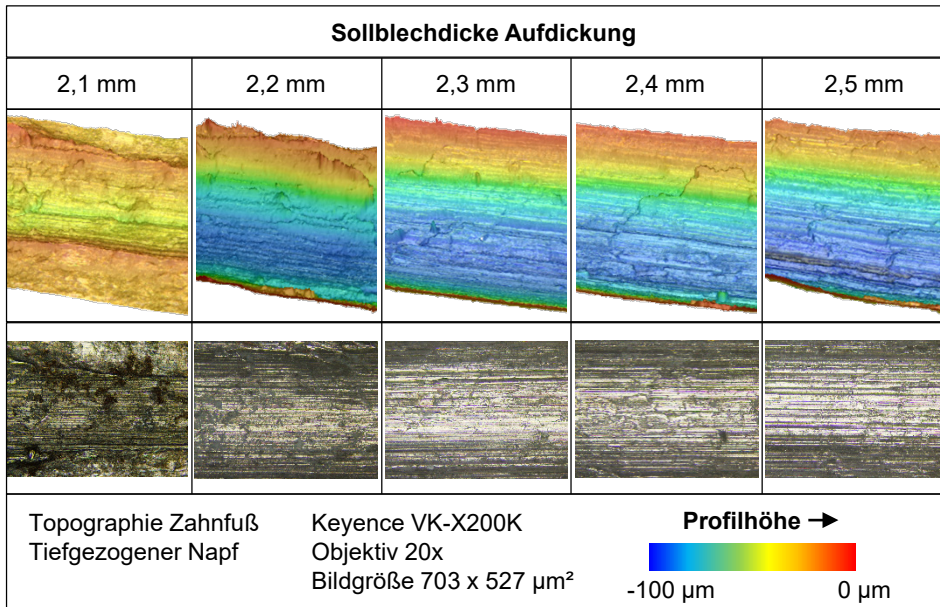 Sollblechdicke Aufdickung
2,1 mm
2,2 mm
2,3 mm
2,4 mm
2,5 mm
Topographie Zahnfuß
Tiefgezogener Napf
Keyence VK-X200K
Objektiv 20x
Bildgröße 703 x 527 µm²
Profilhöhe →
-100 µm
0 µm